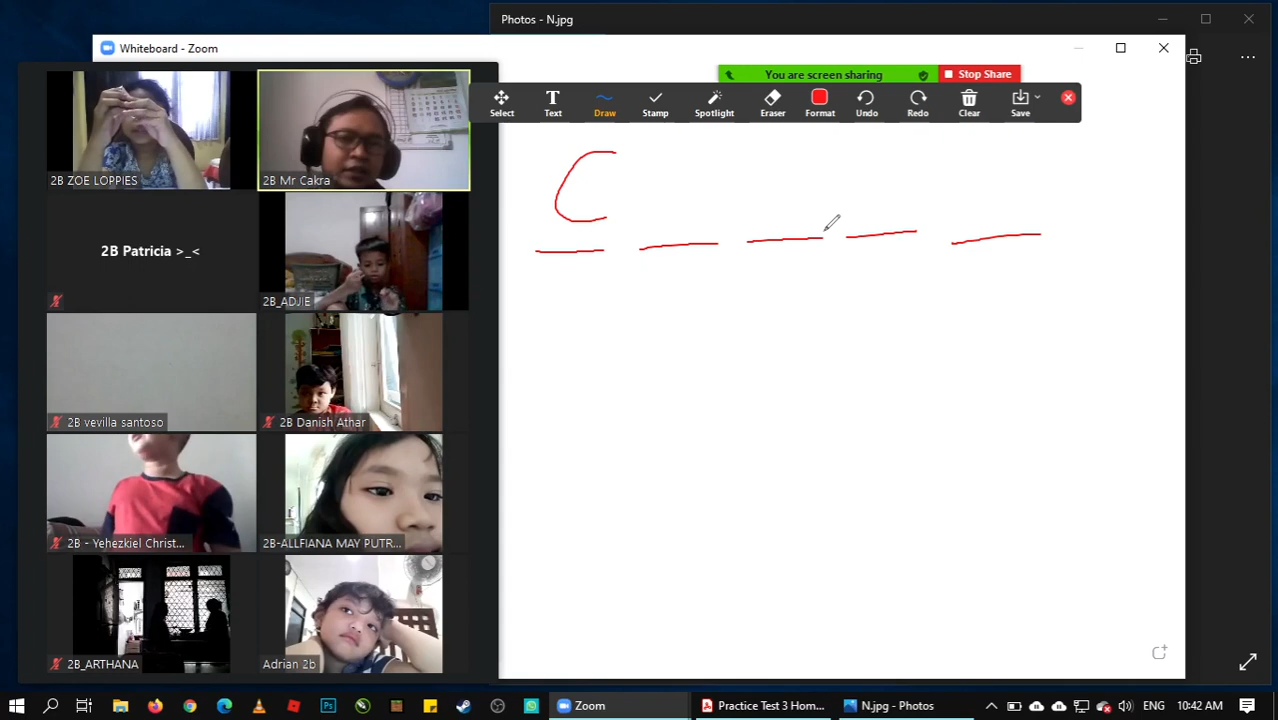 Photos - N.jpg
Whiteboard - Zoom
You are screen sharing
Stop Share
Select
Text
Draw
Stamp
Spotlight
Eraser
Format
Undo
Redo
Clear
Save
2B ZOE LOPPIES
2B Mr Cakra
2B Patricia >_<
2B_ADJIE
2B vevilla santoso
2B Danish Athar
2B - Yehezkiel Christ...
2B-ALLFIANA MAY PUTR...
2B_ARTHANA
Adrian 2b
C
Zoom
Practice Test 3 Hom...
N.jpg - Photos
ENG
10:42 AM